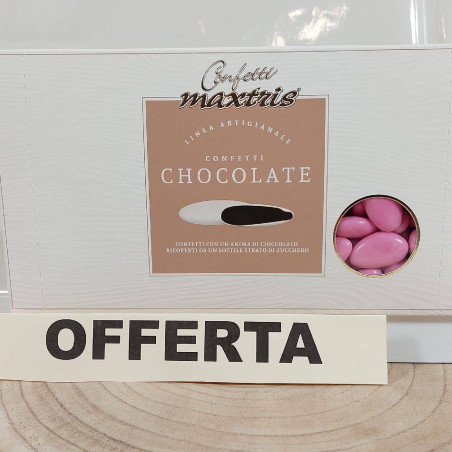 Confetti
maxtris
LINEA ARTIGIANALE
CONFETTI
CHOCOLATE
CONFETTI CON UN'ANIMA DI CIOCCOLATO
RICOPERTI DA UN SOTTILE STRATO DI ZUCCHERO
OFFERTA